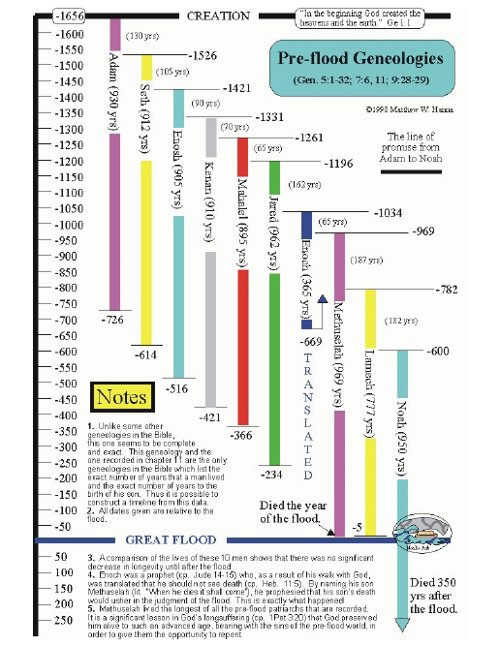 -1656
CREATION
"In the beginning God created the
heavens and the earth." Ge 1:1
Pre-flood Geneologies
(Gen. 5:1-32; 7:6, 11; 9:28-29)
©1998 Matthew W. Hanna
The line of
promise from
Adam to Noah
-1600
-1550
-1500
-1450
-1400
-1350
-1300
-1250
-1200
-1150
-1100
-1050
-1000
-950
-900
-850
-800
-750
-700
-650
-600
-550
-500
-450
-400
-350
-300
-250
-200
-150
-100
-50
50
100
150
200
250
(130 yrs)
Adam (930 yrs)
-726
-1526
(105 yrs)
Seth (912 yrs)
-614
-1421
(90 yrs)
Enosh (905 yrs)
-516
-1331
(70 yrs)
Kenan (910 yrs)
-421
-1261
(65 yrs)
Mahalel (895 yrs)
-366
-1196
(162 yrs)
Jared (962 yrs)
-234
-1034
(65 yrs)
Enoch (365 yrs)
-669
TRANSLATED
-969
(187 yrs)
Methuselah (969 yrs)
Died the year
of the flood.
-782
(182 yrs)
Lamech (777 yrs)
-5
-600
Noah (950 yrs)
Noah's Ark
Died 350
yrs after
the flood.
Notes
1. Unlike some other
geneologies in the Bible,
this one seems to be complete
and exact. This geneology and the
one recorded in chapter 11 are the only
geneologies in the Bible which list the
exact number of years that a man lived
and the exact number of years to the
birth of his son. Thus it is possible to
construct a timeline from this data.
2. All dates given are relative to the
flood.
GREAT FLOOD
3. A comparison of the lives of these 10 men shows that there was no significant
decrease in longevity until after the flood.
4. Enoch was a prophet (cp. Jude 14-15) who, as a result of his walk with God,
was translated that he should not see death (cp. Heb. 11:5). By naming his son
Methuselah (lit. "When he dies it shall come"), he prophesied that his son's death
would usher in the judgment of the flood. This is exactly what happened
5. Methuselah lived the longest of all the pre-flood patriarchs that are recorded.
It is a significant lesson in God's longsuffering (cp. 1Pet 3:20) that God preserved
him alive to such an advanced age, bearing with the sins of the pre-flood world, in
order to give them the opportunity to repent.